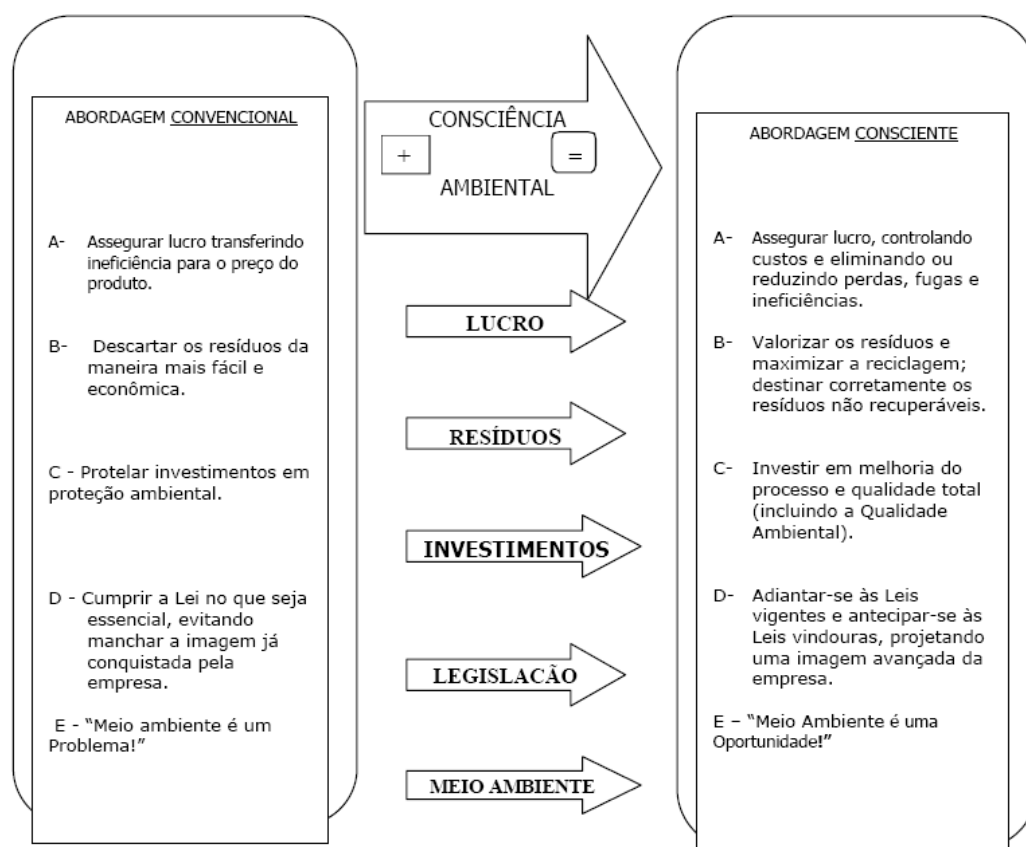 ABORDAGEM CONVENCIONAL
A- Assegurar lucro transferindo
ineficiência para o preço do
produto.
B- Descartar os resíduos da
maneira mais fácil e
econômica.
C - Protelar investimentos em
proteção ambiental.
D - Cumprir a Lei no que seja
essencial, evitando
manchar a imagem já
conquistada pela
empresa.
E - “Meio ambiente é um
Problema!”
CONSCIÊNCIA
+ =
AMBIENTAL
LUCRO
RESÍDUOS
INVESTIMENTOS
LEGISLACÃO
MEIO AMBIENTE
ABORDAGEM CONSCIENTE
A- Assegurar lucro, controlando
custos e eliminando ou
reduzindo perdas, fugas e
ineficiências.
B- Valorizar os resíduos e
maximizar a reciclagem;
destinar corretamente os
resíduos não recuperáveis.
C- Investir em melhoria do
processo e qualidade total
(incluindo a Qualidade
Ambiental).
D- Adiantar-se às Leis
vigentes e antecipar-se às
Leis vindouras, projetando
uma imagem avançada da
empresa.
E – “Meio Ambiente é uma
Oportunidade!”